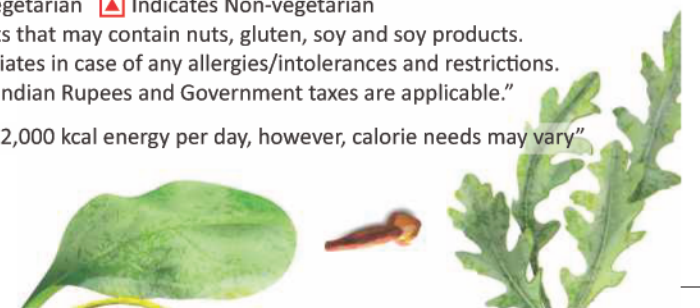 egetarian Indicates Non-vegetarian
ts that may contain nuts, gluten, soy and soy products.
iates in case of any allergies/intolerances and restrictions.
ndian Rupees and Government taxes are applicable.”
2,000 kcal energy per day, however, calorie needs may vary”